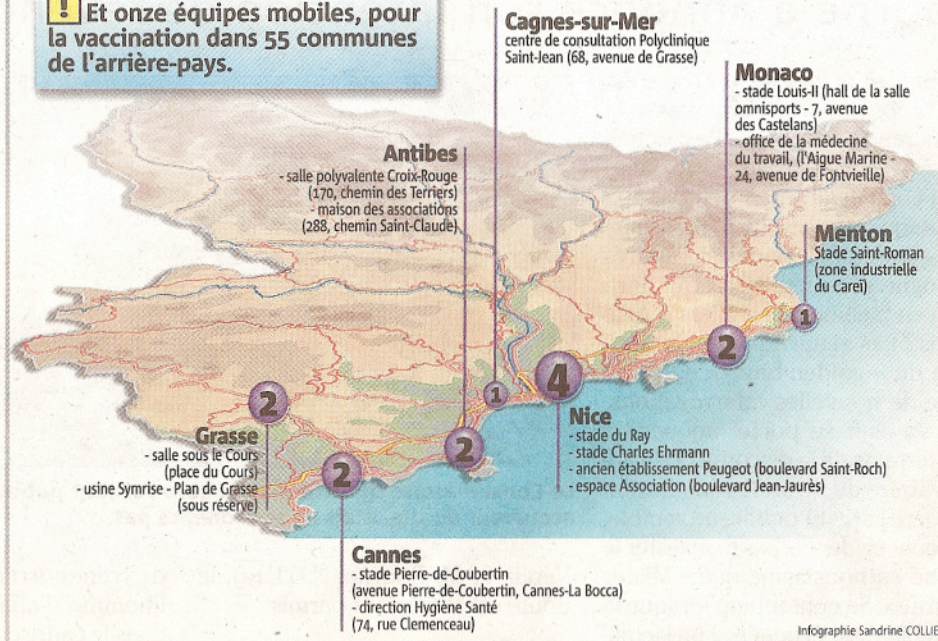 ! Et onze équipes mobiles, pour
la vaccination dans 55 communes
de l'arrière-pays.
Cagnes-sur-Mer
centre de consultation Polyclinique
Saint-Jean (68, avenue de Grasse)
Monaco
- stade Louis-II (hall de la salle
omnisports - 7, avenue
des Castelans)
- office de la médecine
du travail, (l'Aigue Marine -
24, avenue de Fontvieille)
Antibes
- salle polyvalente Croix-Rouge
(170, chemin des Terriers)
- maison des associations
(288, chemin Saint-Claude)
Menton
Stade Saint-Roman
(zone industrielle
du Careï)
1
2
4
1
2
2
2
Nice
- stade du Ray
- stade Charles Ehrmann
- ancien établissement Peugeot (boulevard Saint-Roch)
- espace Association (boulevard Jean-Jaurès)
Grasse
- salle sous le Cours
(place du Cours)
- usine Symrise - Plan de Grasse
(sous réserve)
Cannes
- stade Pierre-de-Coubertin
(avenue Pierre-de-Coubertin, Cannes-La Bocca)
- direction Hygiène Santé
(74, rue Clemenceau)
Infographie Sandrine COLLE